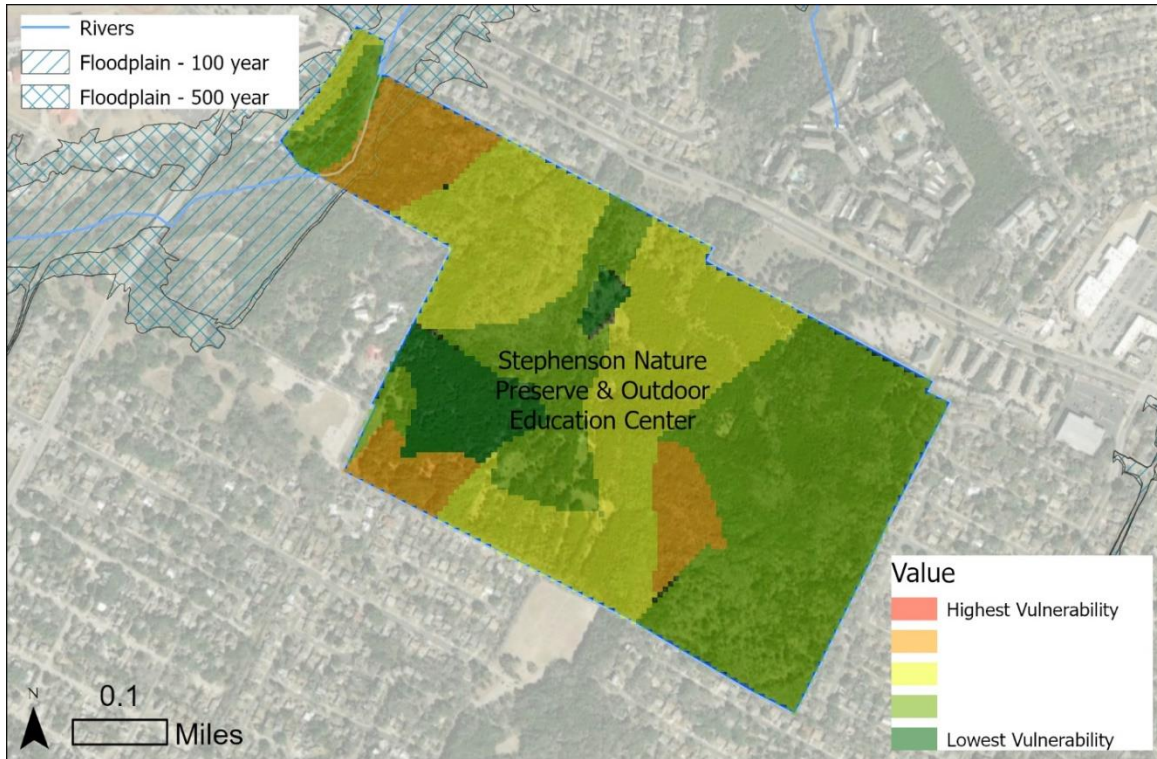 Rivers
Floodplain - 100 year
Floodplain - 500 year
Stephenson Nature
Preserve & Outdoor
Education Center
Value
Highest Vulnerability
Lowest Vulnerability
N
0.1
Miles